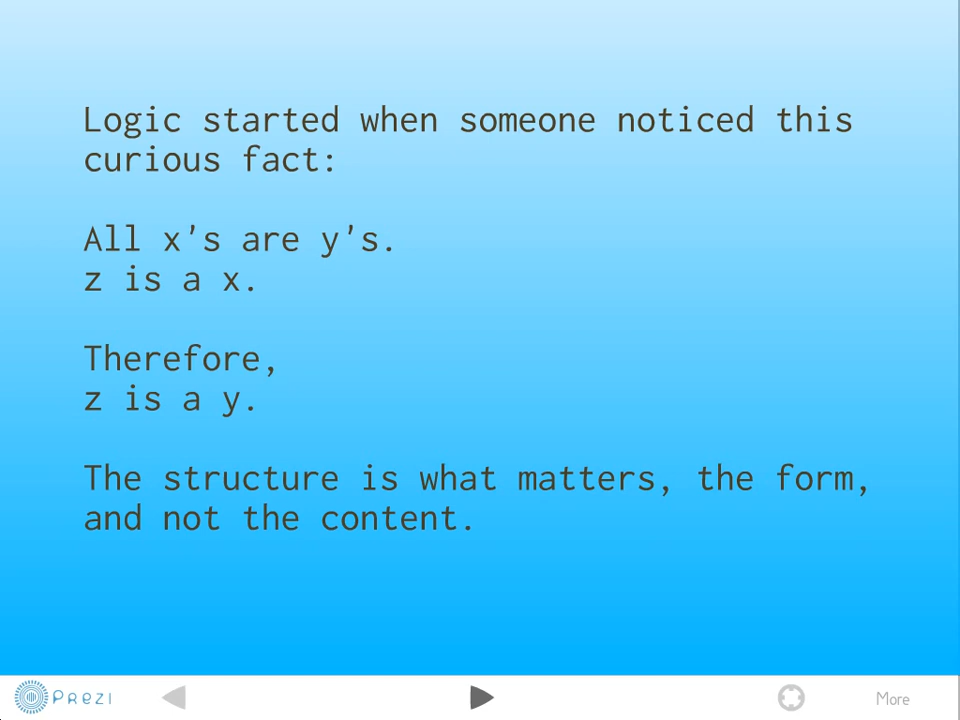 Logic started when someone noticed this
curious fact:
All x's are y's.
z is a x.
Therefore,
z is a y.
The structure is what matters, the form,
and not the content.
Prezi
More